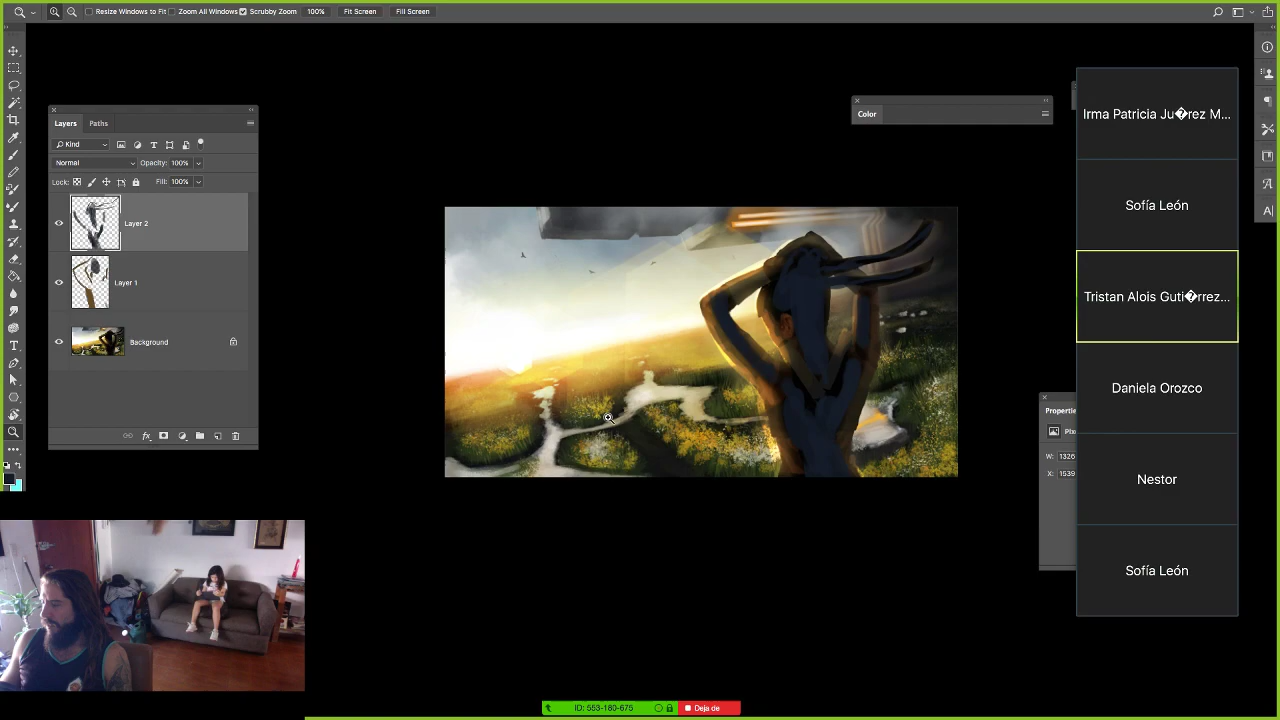 Resize Windows to Fit Zoom All Windows Scrubby Zoom 100% Fit Screen Fill Screen
Layers Paths
Kind
Normal Opacity: 100%
Lock: Fill: 100%
Layer 2
Layer 1
Background
Color
Propertie
Pix
W: 1326
X: 1539
Irma Patricia Ju�rez M...
Sofía León
Tristan Alois Guti�rrez...
Daniela Orozco
Nestor
Sofía León
ID: 553-180-675 Deja de